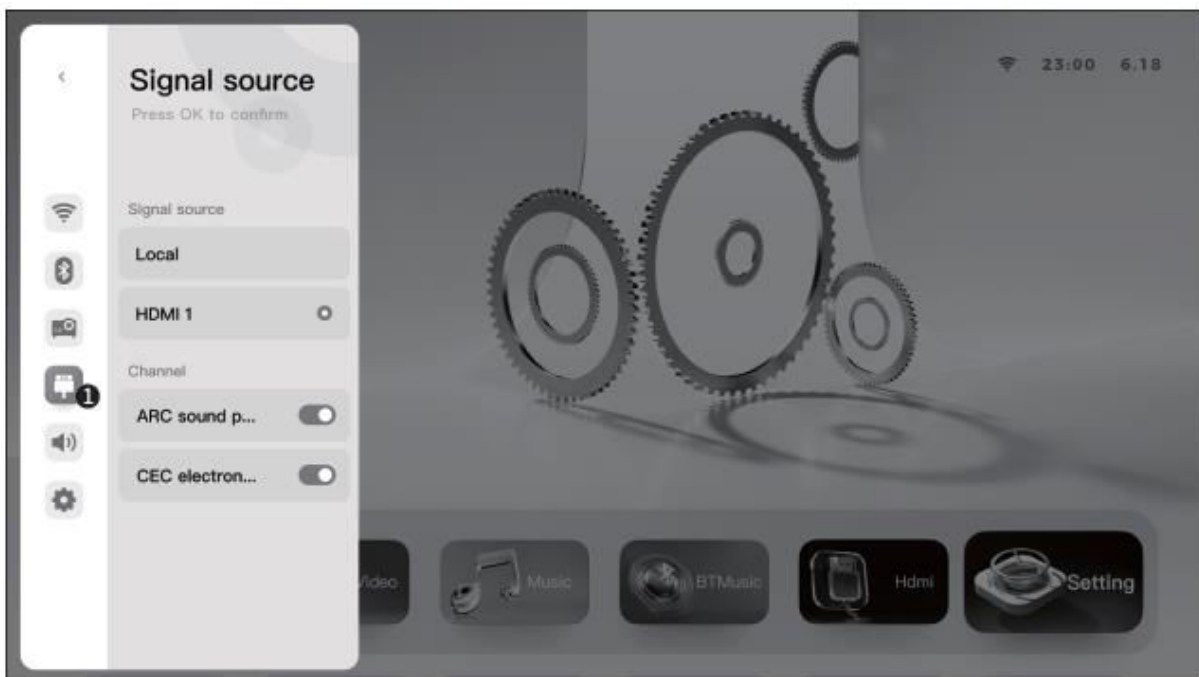 Signal source
Press OK to confirm
23:00 6.18
Signal source
Local
HDMI 1
Channel
❶
ARC sound p...
CEC electron...
Video
Music
BTMusic
Hdmi
Setting